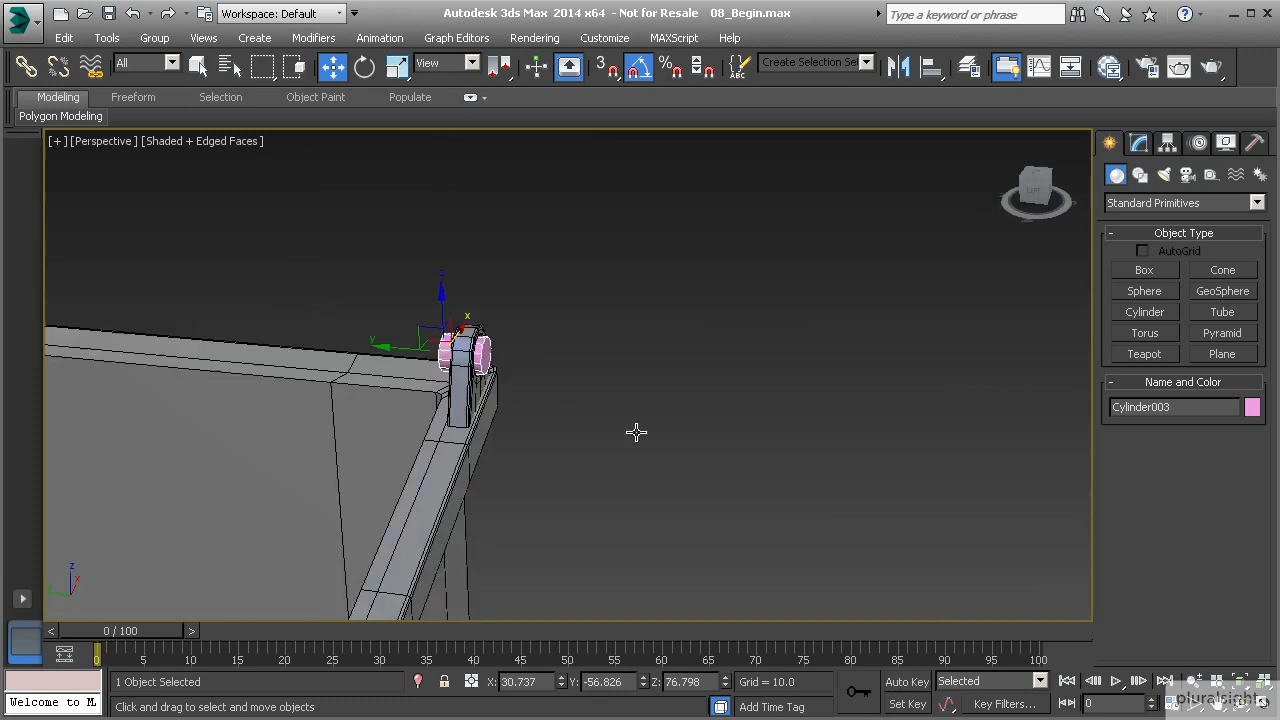 Workspace: Default
Autodesk 3ds Max 2014 x64 - Not for Resale 08_Begin.max
Type a keyword or phrase
Edit Tools Group Views Create Modifiers Animation Graph Editors Rendering Customize MAXScript Help
All View 3 Create Selection Se
Modeling Freeform Selection Object Paint Populate
Polygon Modeling
[+] [Perspective] [Shaded + Edged Faces]
Standard Primitives
Object Type
AutoGrid
Box Cone
Sphere GeoSphere
Cylinder Tube
Torus Pyramid
Teapot Plane
Name and Color
Cylinder003
z
x
y
z
x
< 0 / 100 >
0 5 10 15 20 25 30 35 40 45 50 55 60 65 70 75 80 85 90 95 100
1 Object Selected X: 30.737 Y: -56.826 Z: 76.798 Grid = 10.0 Auto Key Selected
Welcome to M Click and drag to select and move objects Add Time Tag Set Key Key Filters... 0
pluralsight